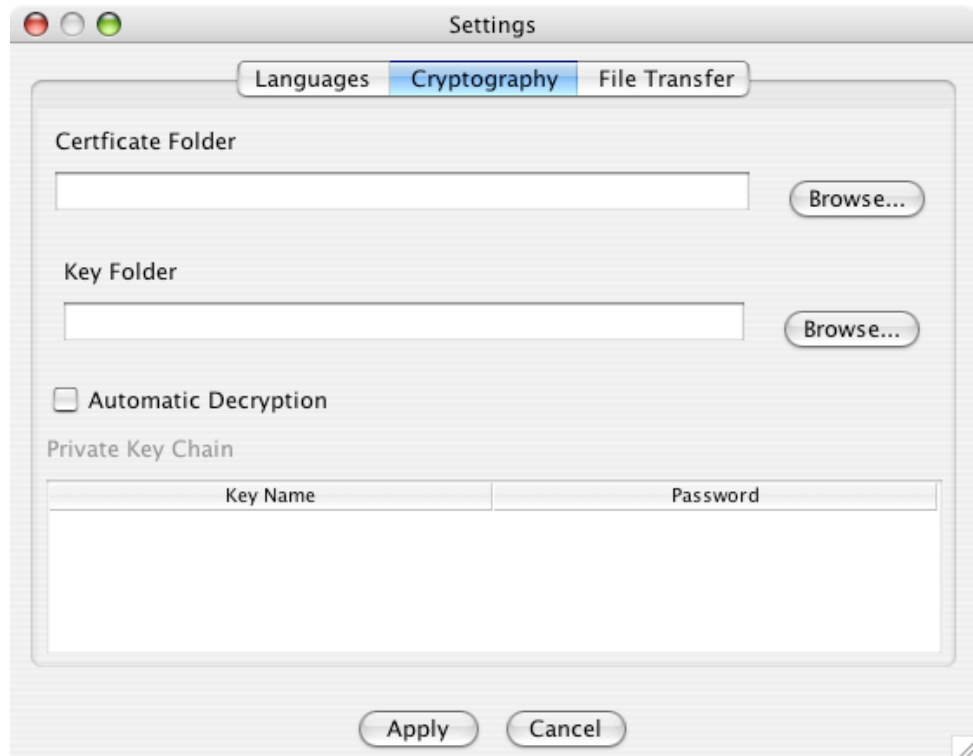 Settings
Languages Cryptography File Transfer
Certficate Folder
Browse...
Key Folder
Browse...
Automatic Decryption
Private Key Chain
Key Name Password
Apply Cancel